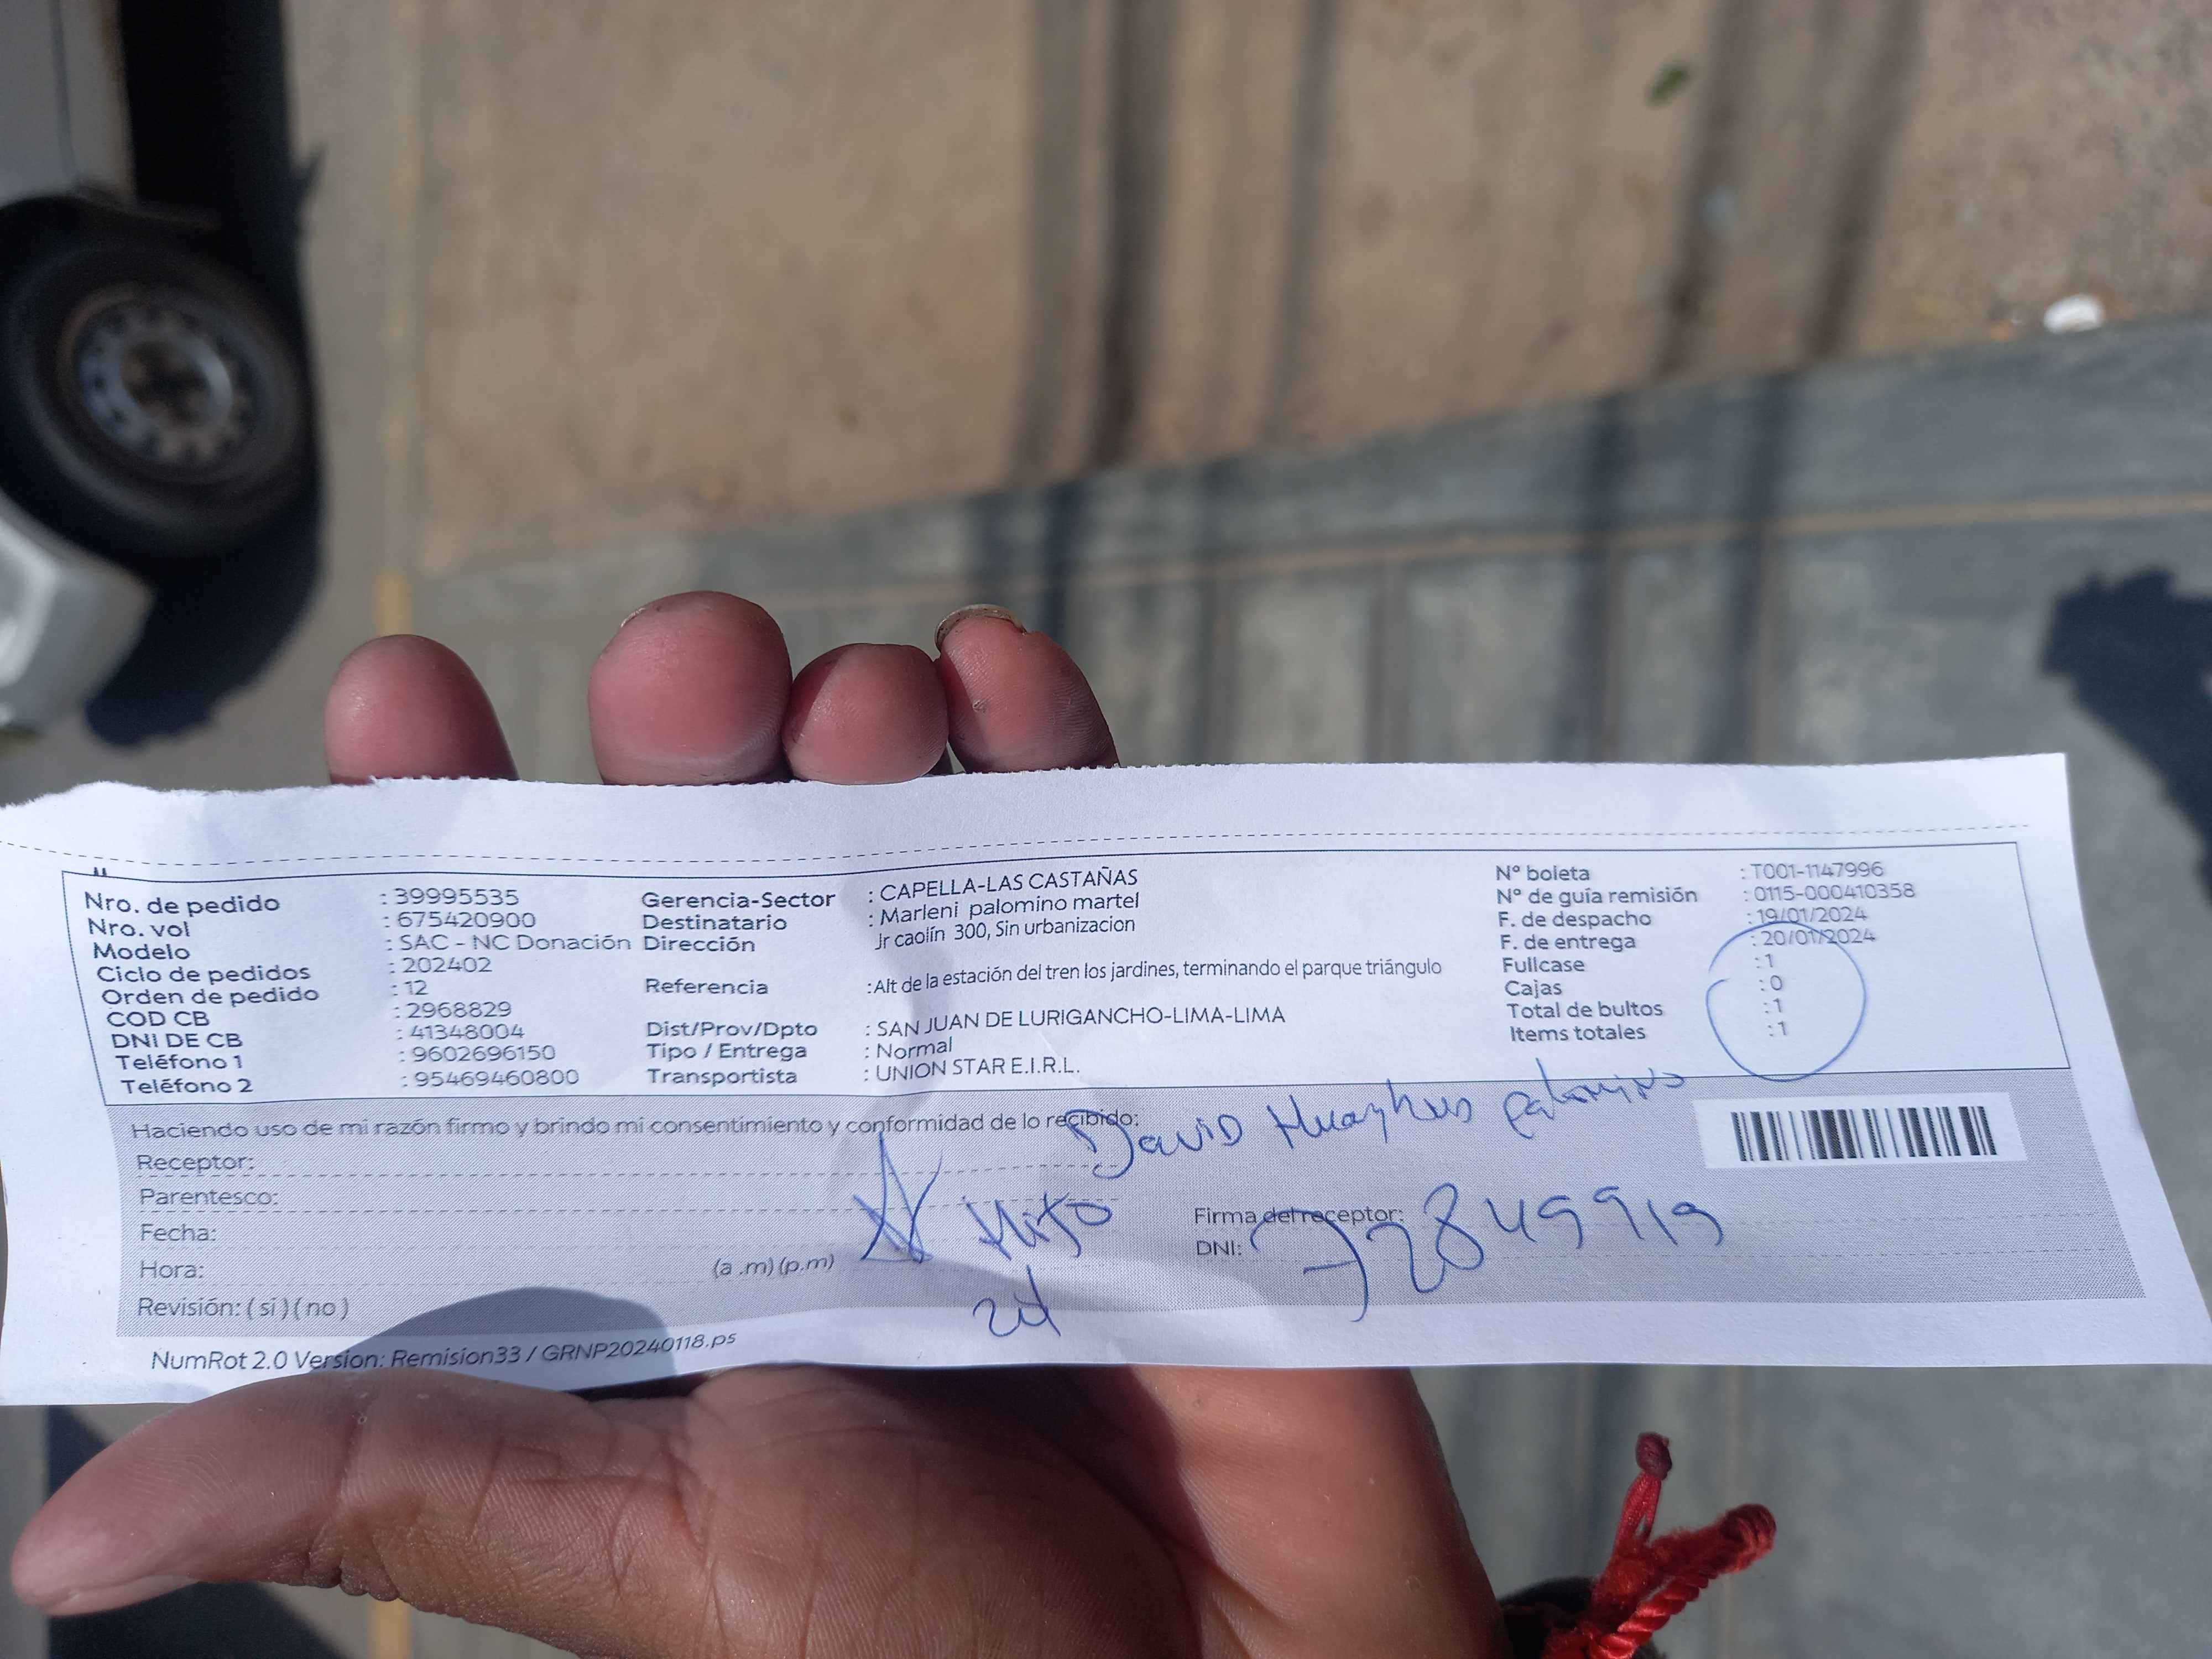 Nro. de pedido : 39995535
Nro. vol : 675420900
Modelo : SAC - NC Donación
Ciclo de pedidos : 202402
Orden de pedido : 12
COD CB : 2968829
DNI DE CB : 41348004
Teléfono 1 : 9602696150
Teléfono 2 : 95469460800
Gerencia-Sector : CAPELLA-LAS CASTAÑAS
Destinatario : Marleni palomino martel
Dirección Jr caolín 300, Sin urbanizacion
Referencia : Alt de la estación del tren los jardines, terminando el parque triángulo
Dist/Prov/Dpto : SAN JUAN DE LURIGANCHO-LIMA-LIMA
Tipo / Entrega : Normal
Transportista : UNION STAR E.I.R.L.
N° boleta : T001-1147996
N° de guía remisión : 0115-000410358
F. de despacho : 19/01/2024
F. de entrega : 20/01/2024
Fullcase : 1
Cajas : 0
Total de bultos : 1
Items totales : 1
Haciendo uso de mi razón firmo y brindo mi consentimiento y conformidad de lo recibido:
David palomino
Receptor:
Parentesco:
Hijo
Fecha:
Hora: (a .m) (p.m)
Revisión: ( si ) ( no )
Firma del receptor:
DNI: 72849919
NumRot 2.0 Version: Remision33 / GRNP20240118.ps